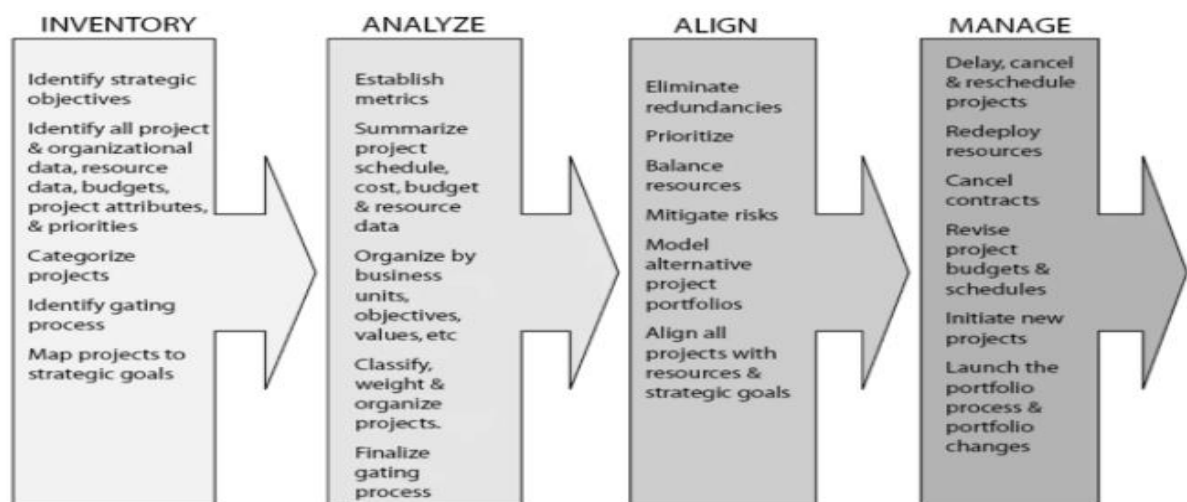 INVENTORY
Identify strategic
objectives
Identify all project
& organizational
data, resource
data, budgets,
project attributes,
& priorities
Categorize
projects
Identify gating
process
Map projects to
strategic goals
ANALYZE
Establish
metrics
Summarize
project
schedule,
cost, budget
& resource
data
Organize by
business
units,
objectives,
values, etc
Classify,
weight &
organize
projects.
Finalize
gating
process
ALIGN
Eliminate
redundancies
Prioritize
Balance
resources
Mitigate risks
Model
alternative
project
portfolios
Align all
projects with
resources &
strategic goals
MANAGE
Delay, cancel
& reschedule
projects
Redeploy
resources
Cancel
contracts
Revise
project
budgets &
schedules
Initiate new
projects
Launch the
portfolio
process &
portfolio
changes